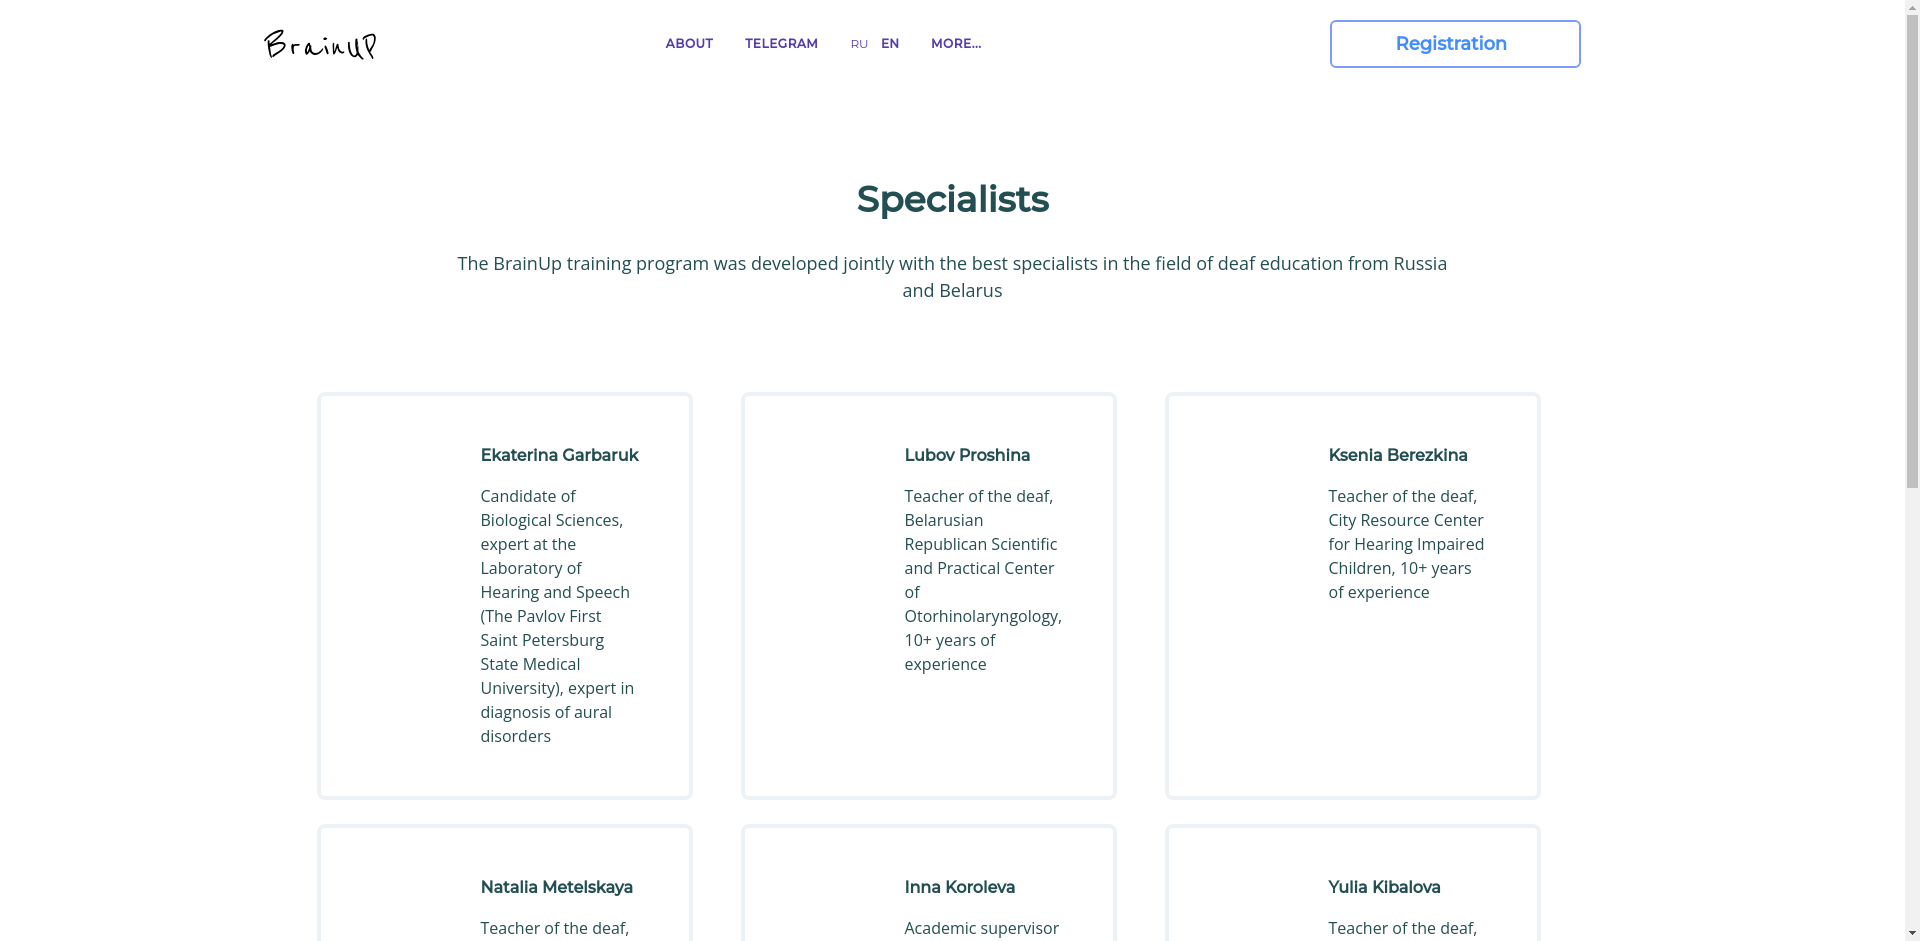 BrainUP
ABOUT
TELEGRAM
RU
EN
MORE...
Registration
Specialists
The BrainUp training program was developed jointly with the best specialists in the field of deaf education from Russia
and Belarus
Ekaterina Garbaruk
Candidate of
Biological Sciences,
expert at the
Laboratory of
Hearing and Speech
(The Pavlov First
Saint Petersburg
State Medical
University), expert in
diagnosis of aural
disorders
Lubov Proshina
Teacher of the deaf,
Belarusian
Republican Scientific
and Practical Center
of
Otorhinolaryngology,
10+ years of
experience
Ksenia Berezkina
Teacher of the deaf,
City Resource Center
for Hearing Impaired
Children, 10+ years
of experience
Natalia Metelskaya
Teacher of the deaf,
Inna Koroleva
Academic supervisor
Yulia Kibalova
Teacher of the deaf,